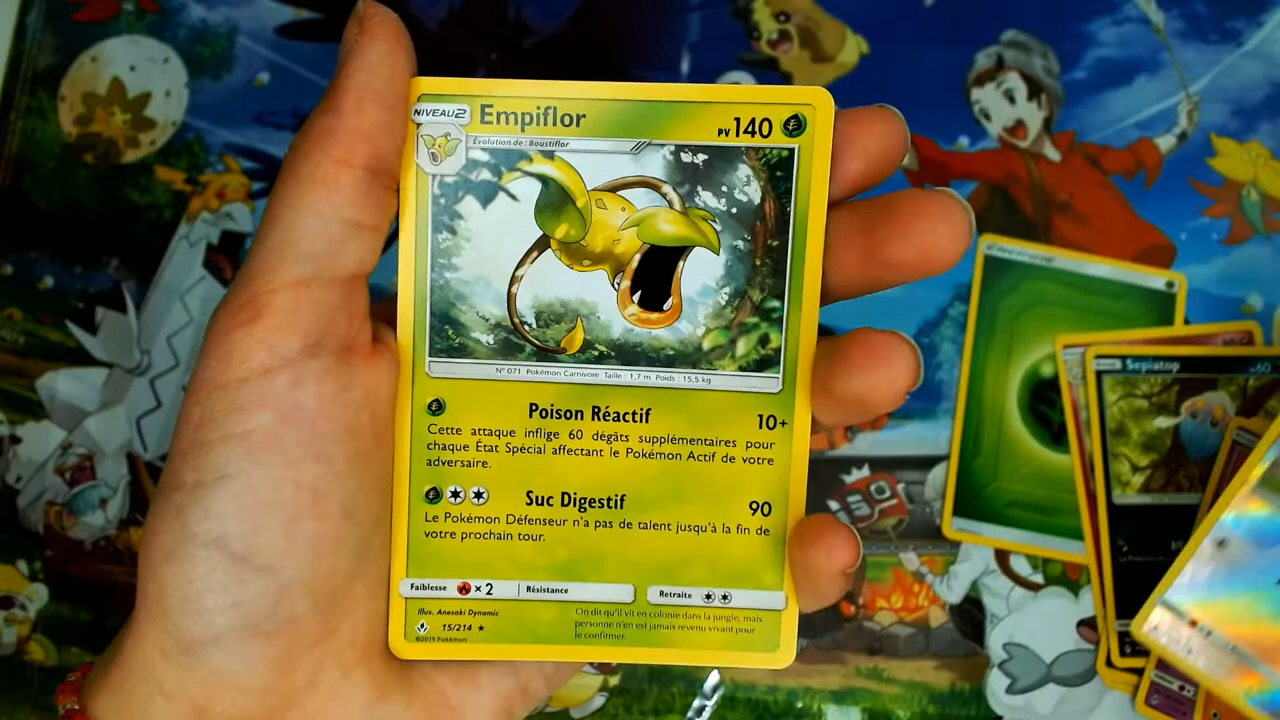 NIVEAU2
Empiflor
PV140
Évolution de : Boustiflor
N° 071 Pokémon Carnivore Taille : 1,7 m Poids : 15,5 kg
Poison Réactif 10+
Cette attaque inflige 60 dégâts supplémentaires pour
chaque État Spécial affectant le Pokémon Actif de votre
adversaire.
Suc Digestif 90
Le Pokémon Défenseur n'a pas de talent jusqu'à la fin de
votre prochain tour.
Faiblesse ×2 Résistance Retraite
Illus. Anesaki Dynamic
15/214 ★
©2019 Pokémon
On dit qu'il vit en colonie dans la jungle, mais
personne n'en est jamais revenu vivant pour
le confirmer.
Sepiatop
60